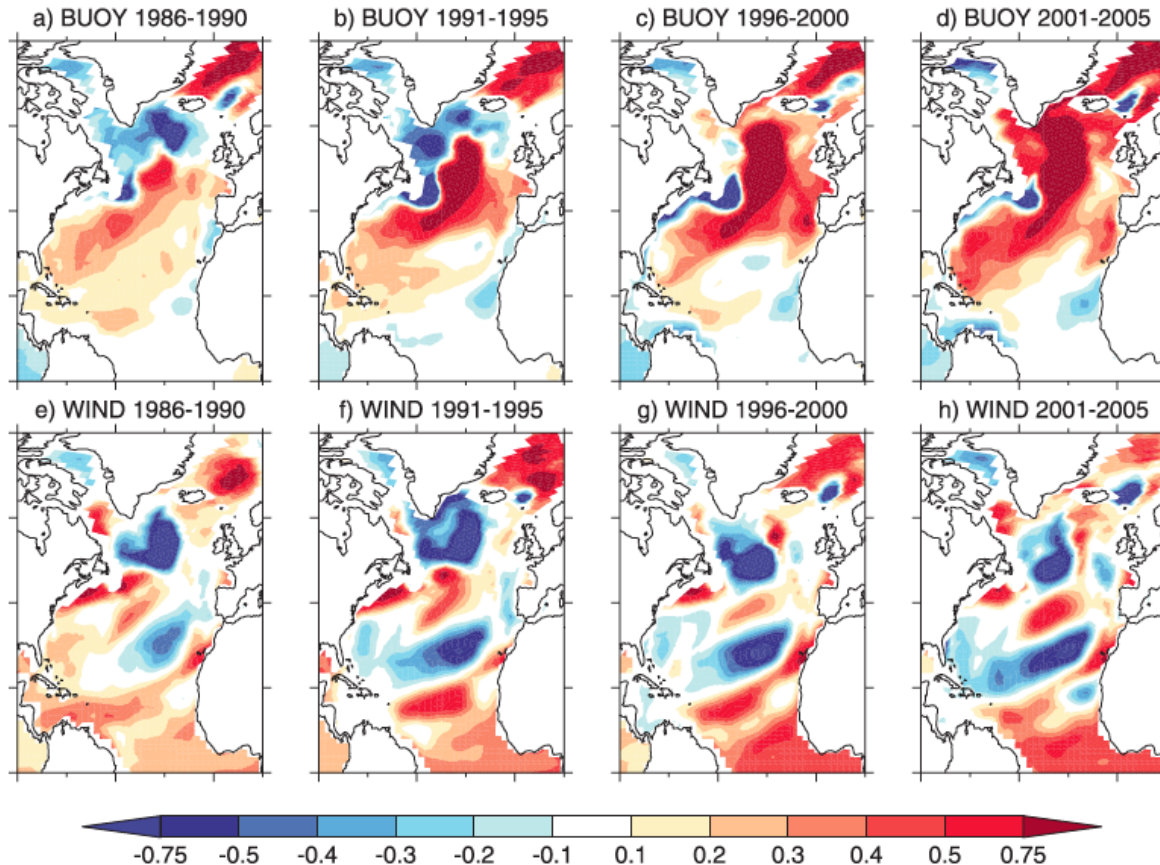 a) BUOY 1986-1990
b) BUOY 1991-1995
c) BUOY 1996-2000
d) BUOY 2001-2005
e) WIND 1986-1990
f) WIND 1991-1995
g) WIND 1996-2000
h) WIND 2001-2005
-0.75 -0.5 -0.4 -0.3 -0.2 -0.1 0.1 0.2 0.3 0.4 0.5 0.75